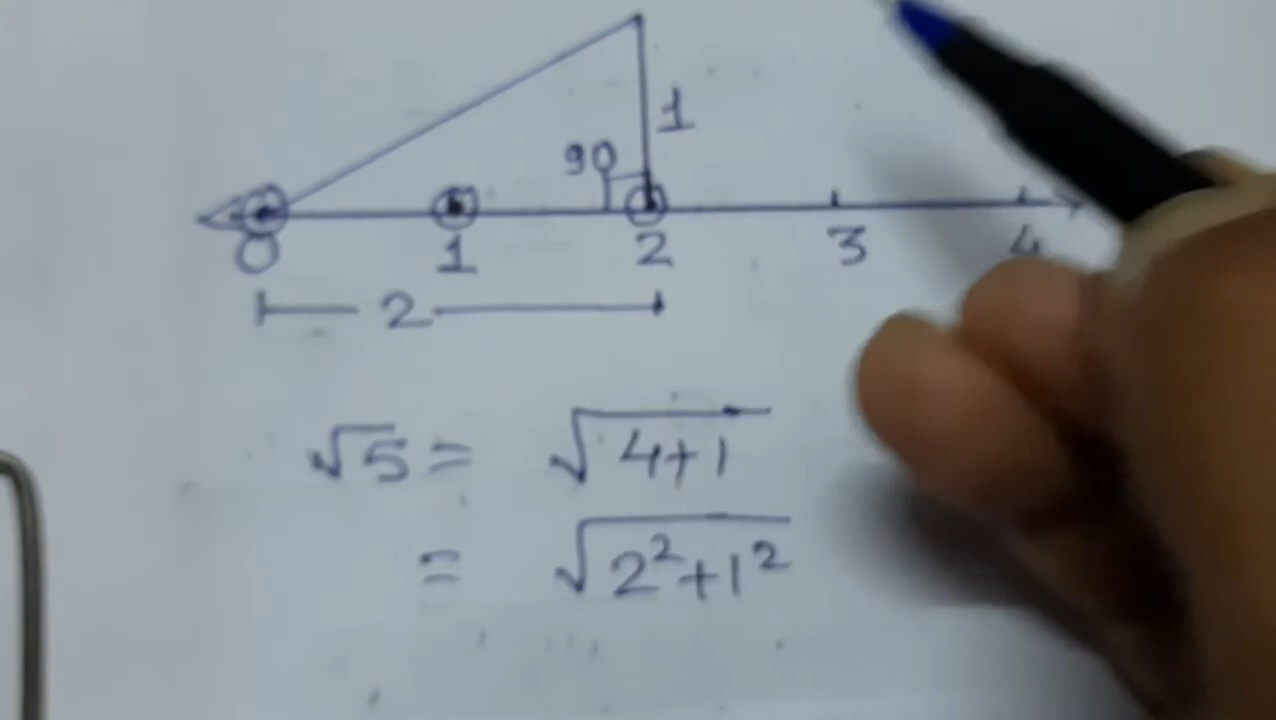 1
90
0 1 2 3 4
2
√5 = √4+1
= √2²+1²